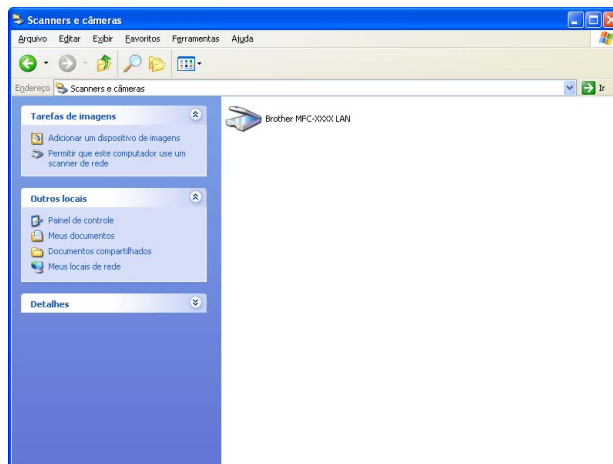 Scanners e câmeras
Arquivo Editar Exibir Favoritos Ferramentas Ajuda
Endereço Scanners e câmeras Ir
Tarefas de imagens
Adicionar um dispositivo de imagens
Permitir que este computador use um
scanner de rede
Outros locais
Painel de controle
Meus documentos
Documentos compartilhados
Meus locais de rede
Detalhes
Brother MFC-XXXX LAN